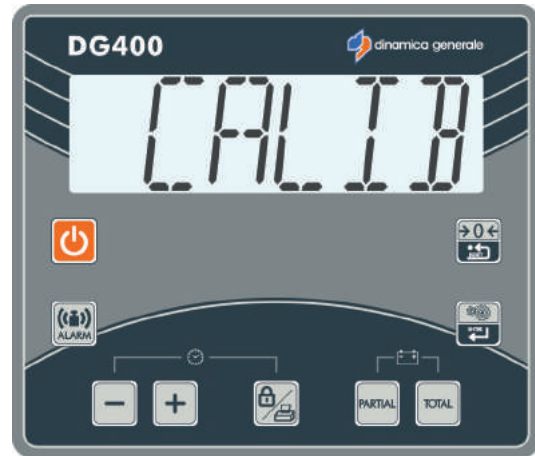 DG400 dinamica generale
CALIB
→0←
ALARM
PARTIAL TOTAL